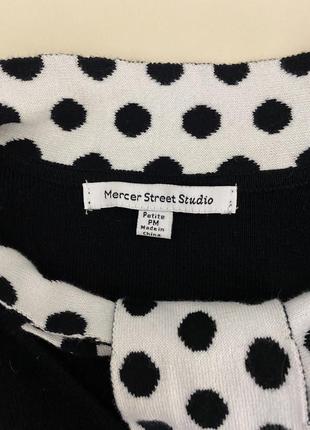 Mercer Street Studio
Petite
PM
Made in
China